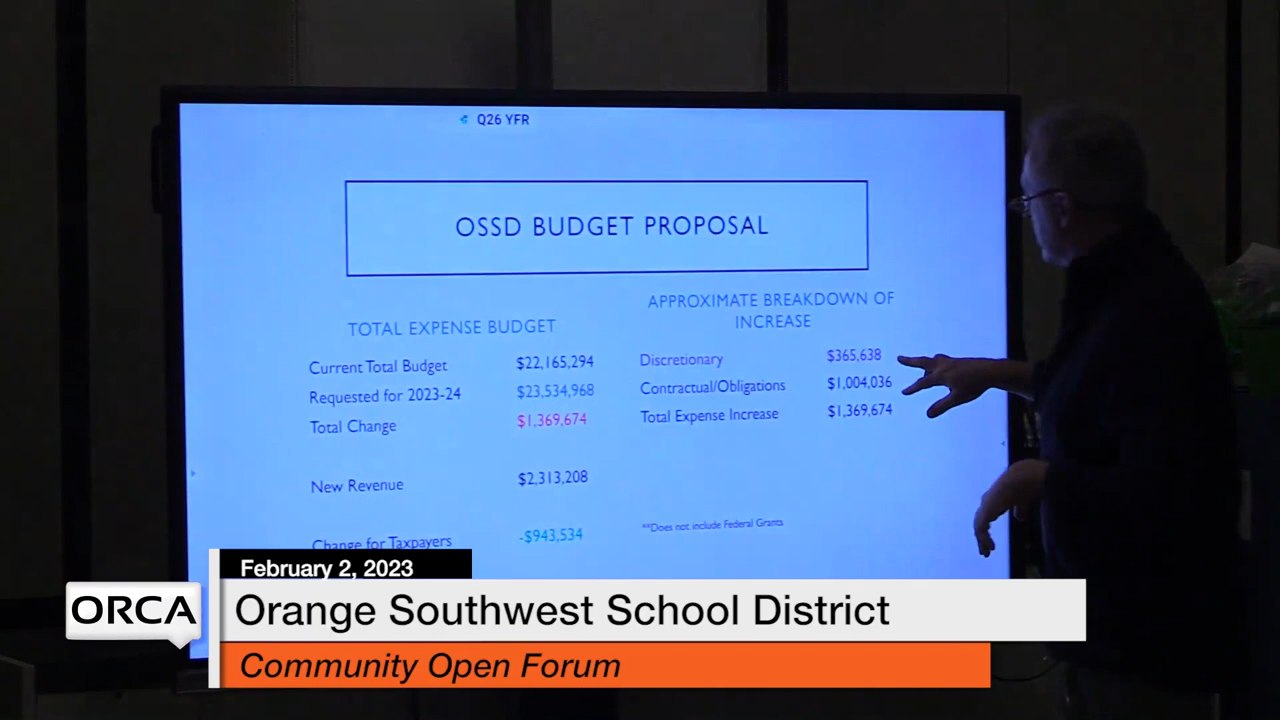 Q26 YFR
OSSD BUDGET PROPOSAL
TOTAL EXPENSE BUDGET
Current Total Budget $22,165,294
Requested for 2023-24 $23,534,968
Total Change $1,369,674
New Revenue $2,313,208
Change for Taxpayers -$943,534
APPROXIMATE BREAKDOWN OF
INCREASE
Discretionary $365,638
Contractual/Obligations $1,004,036
Total Expense Increase $1,369,674
**Does not include Federal Grants
February 2, 2023
ORCA
Orange Southwest School District
Community Open Forum